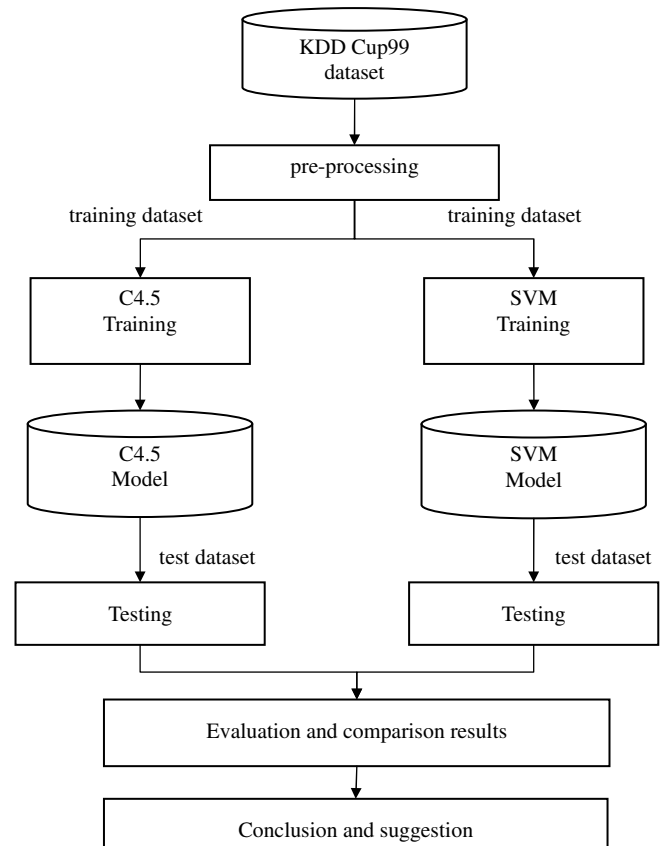 KDD Cup99
dataset
pre-processing
training dataset
training dataset
C4.5
Training
SVM
Training
C4.5
Model
SVM
Model
test dataset
test dataset
Testing
Testing
Evaluation and comparison results
Conclusion and suggestion